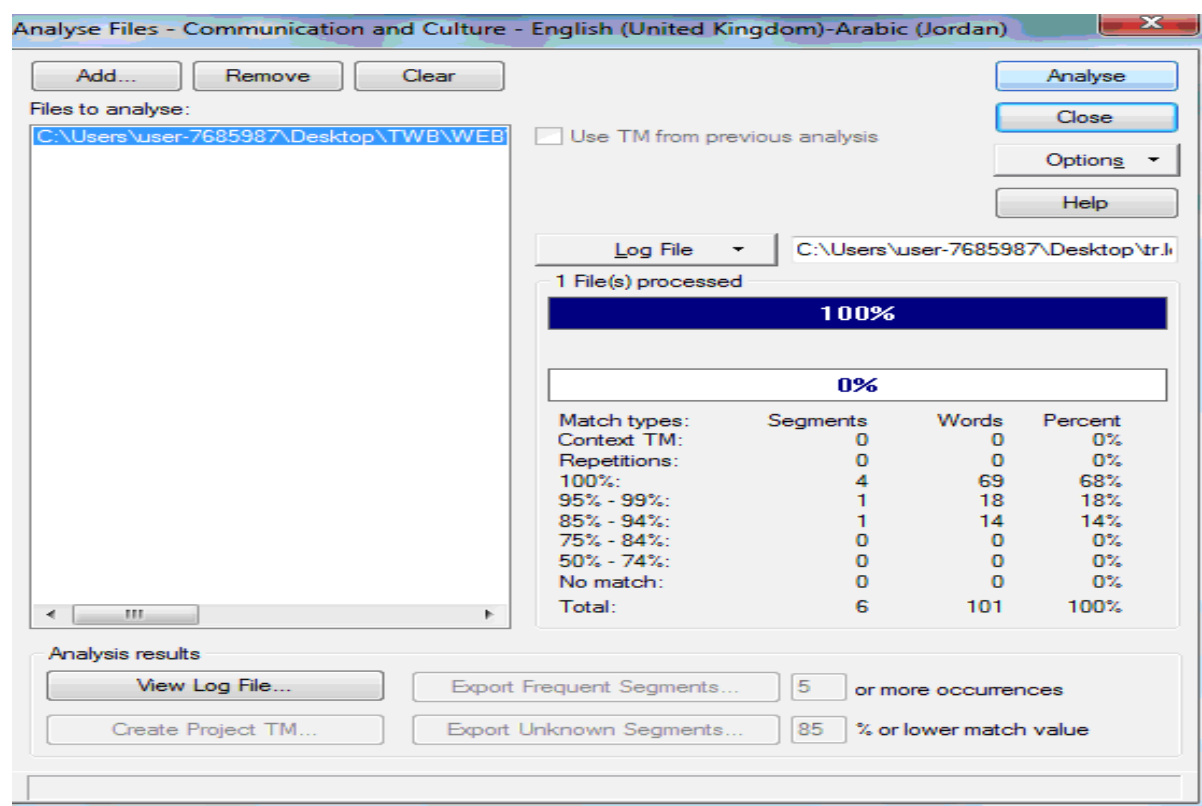 Analyse Files - Communication and Culture - English (United Kingdom)-Arabic (Jordan)
Add... Remove Clear Analyse
Files to analyse: Close
C:\Users\user-7685987\Desktop\TWB\WEB Use TM from previous analysis
Options
Help
Log File C:\Users\user-7685987\Desktop\tr.l
1 File(s) processed
100%
0%
Match types: Segments Words Percent
Context TM: 0 0 0%
Repetitions: 0 0 0%
100%: 4 69 68%
95% - 99%: 1 18 18%
85% - 94%: 1 14 14%
75% - 84%: 0 0 0%
50% - 74%: 0 0 0%
No match: 0 0 0%
Total: 6 101 100%
Analysis results
View Log File... Export Frequent Segments... 5 or more occurrences
Create Project TM... Export Unknown Segments... 85 % or lower match value